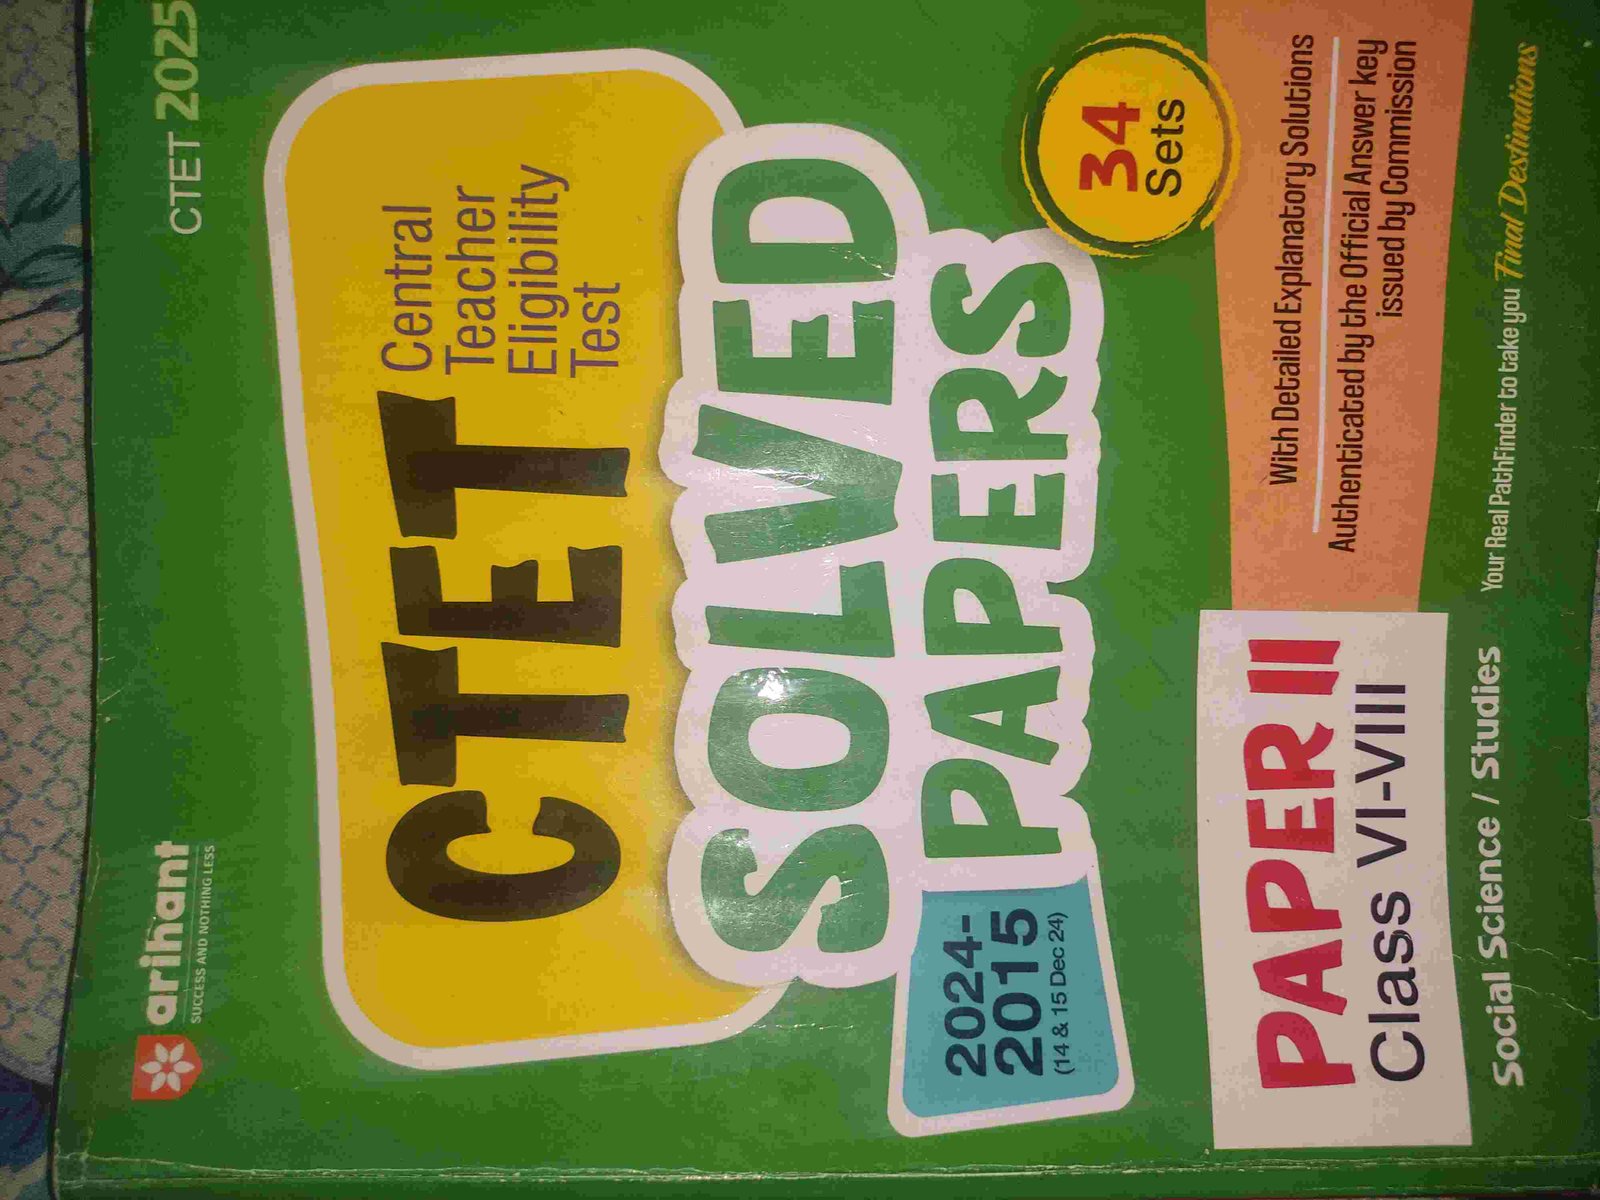 arihant
SUCCESS AND NOTHING LESS
CTET 2025
CTET
Central
Teacher
Eligibility
Test
SOLVED
PAPERS
2024-
2015
(14 & 15 Dec 24)
34
Sets
PAPER II
Class VI-VIII
With Detailed Explanatory Solutions
Authenticated by the Official Answer key
issued by Commission
Social Science / Studies
Your Real PathFinder to take you Final Destinations